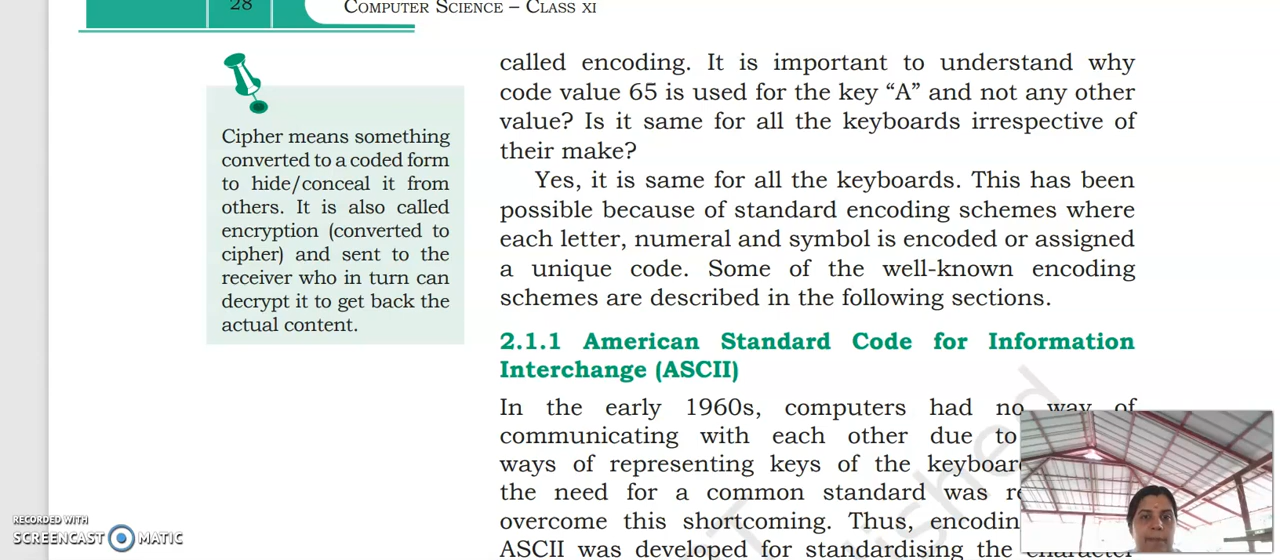 28
COMPUTER SCIENCE – CLASS XI
Cipher means something
converted to a coded form
to hide/conceal it from
others. It is also called
encryption (converted to
cipher) and sent to the
receiver who in turn can
decrypt it to get back the
actual content.
called encoding. It is important to understand why
code value 65 is used for the key “A” and not any other
value? Is it same for all the keyboards irrespective of
their make?
Yes, it is same for all the keyboards. This has been
possible because of standard encoding schemes where
each letter, numeral and symbol is encoded or assigned
a unique code. Some of the well-known encoding
schemes are described in the following sections.
2.1.1 American Standard Code for Information
Interchange (ASCII)
In the early 1960s, computers had no way of
communicating with each other due to
ways of representing keys of the
the need for a common standard was
overcome this shortcoming. Thus,
ASCII was developed for standardising the character
RECORDED WITH
SCREENCAST MATIC